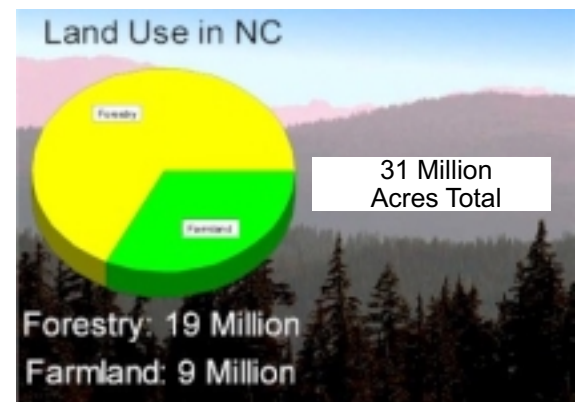 Land Use in NC
Forestry
31 Million
Acres Total
Farmland
Forestry: 19 Million
Farmland: 9 Million